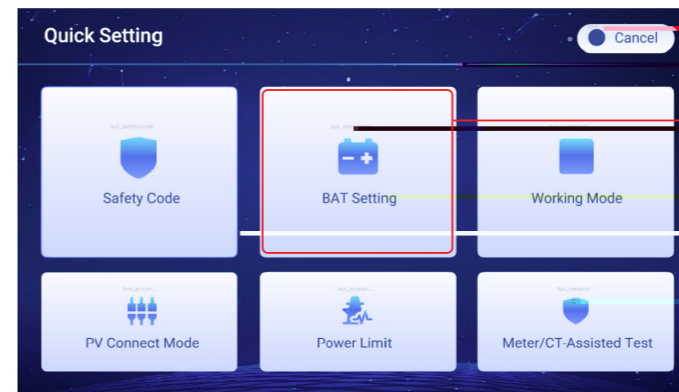 Quick Setting
Cancel
Safety Code
BAT Setting
Working Mode
PV Connect Mode
Power Limit
Meter/CT-Assisted Test